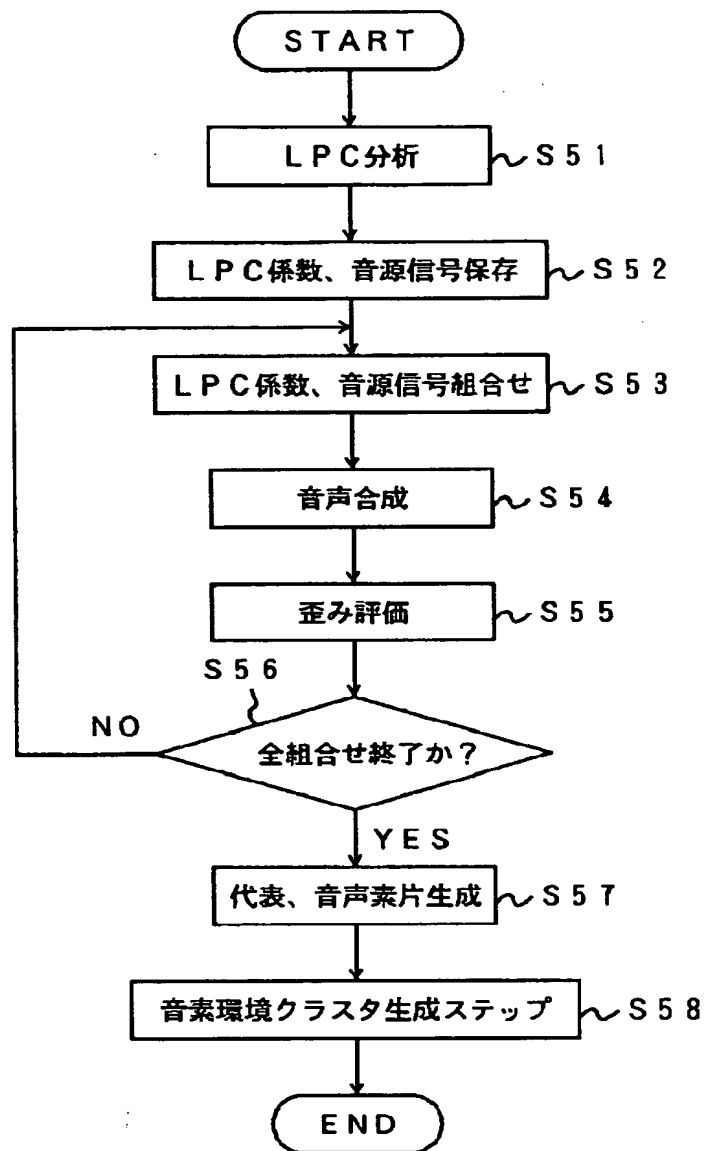 START
LPC分析 S51
LPC係数、音源信号保存 S52
LPC係数、音源信号組合せ S53
音声合成 S54
歪み評価 S55
S56
NO
全組合せ終了か?
YES
代表、音声素片生成 S57
音素環境クラスタ生成ステップ S58
END